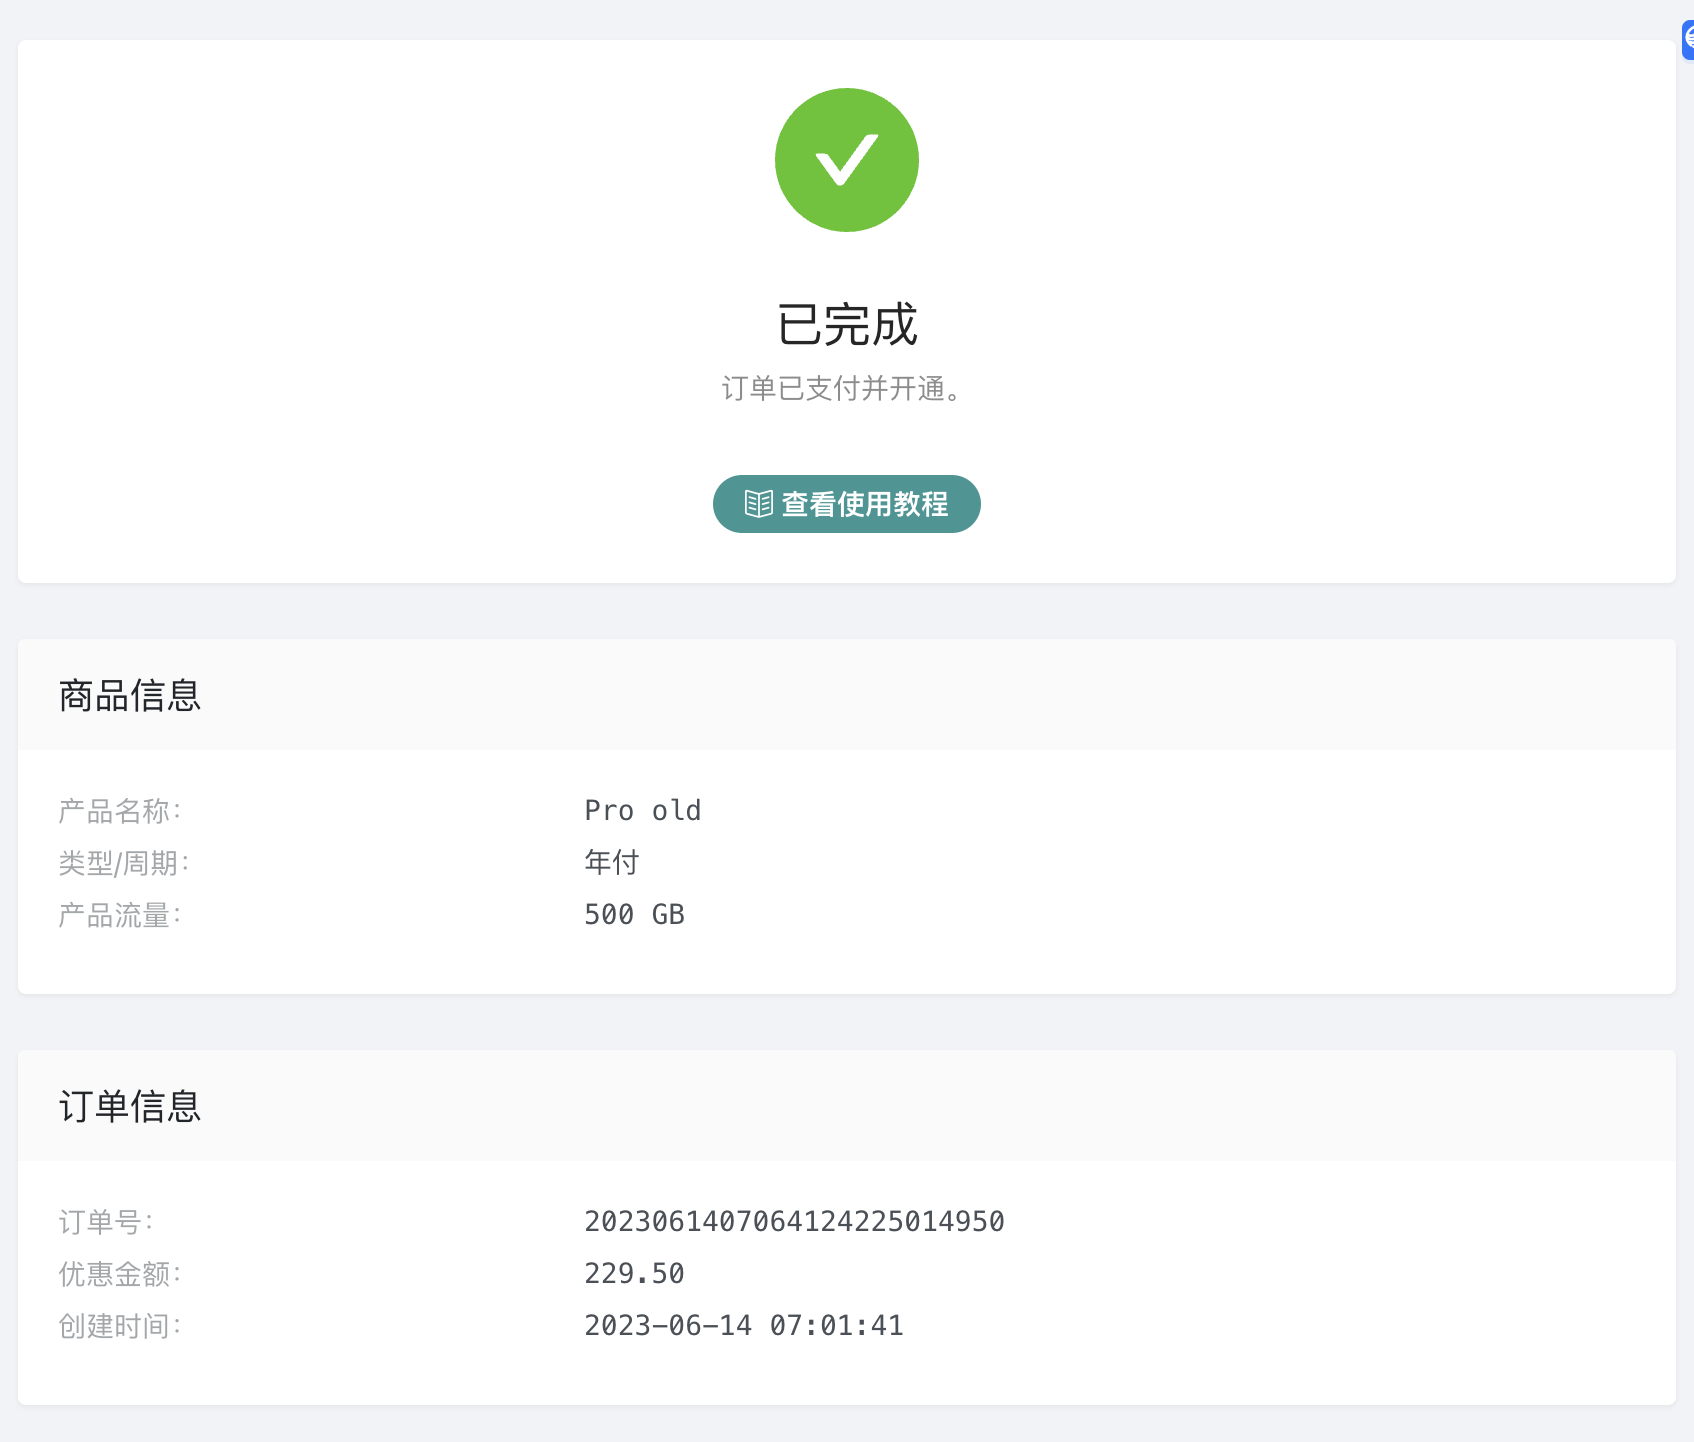 已完成
订单已支付并开通。
查看使用教程
商品信息
产品名称: Pro old
类型/周期: 年付
产品流量: 500 GB
订单信息
订单号: 2023061407064124225014950
优惠金额: 229.50
创建时间: 2023-06-14 07:01:41